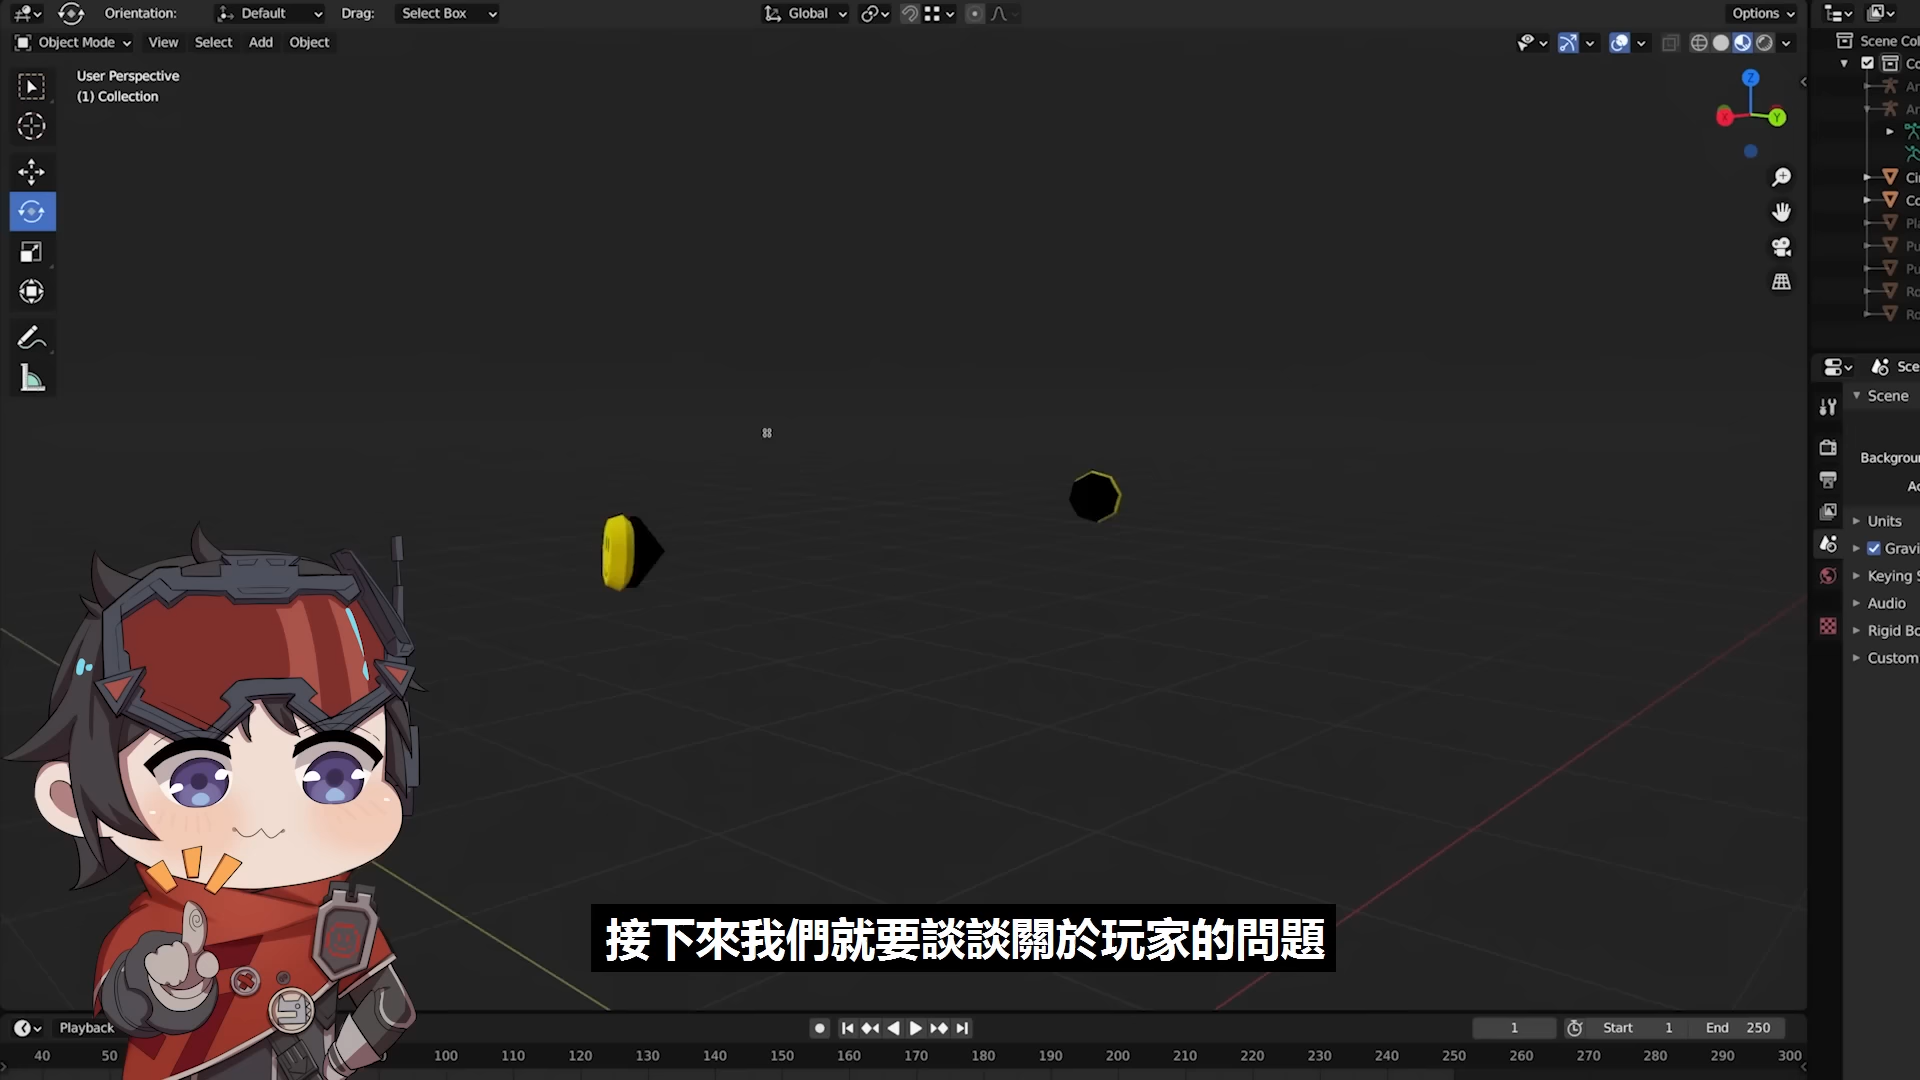 Orientation: Default Drag: Select Box Global Options
Object Mode View Select Add Object
User Perspective
(1) Collection
Z
X Y
Scene Col
Scene
Backgroun
Units
Gravi
Keying S
Audio
Rigid Bo
Custom
接下來我們就要談談關於玩家的問題
Playback 1 Start 1 End 250
40 50 100 110 120 130 140 150 160 170 180 190 200 210 220 230 240 250 260 270 280 290 300